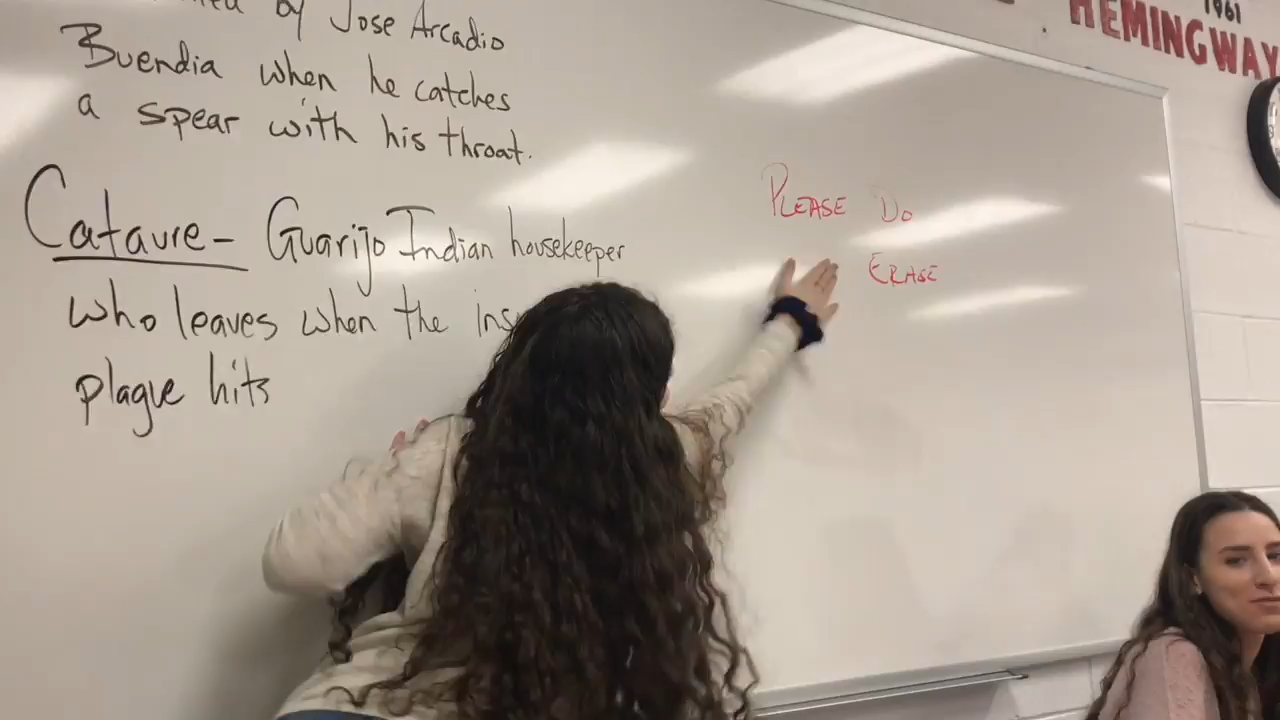 by Jose Arcadio
Buendia when he catches
a spear with his throat.
Cataure- Guarijo Indian housekeeper
who leaves when the
plague hits
PLEASE DO
ERASE
1961
HEMINGWAY